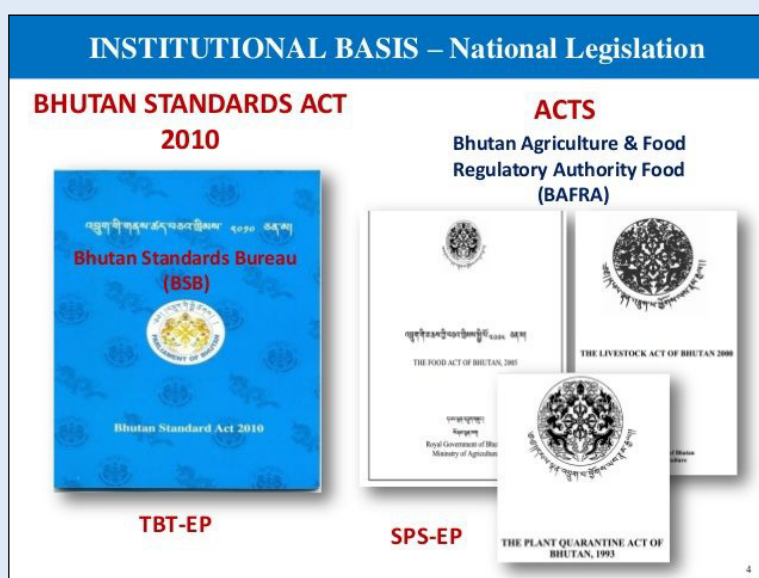 INSTITUTIONAL BASIS – National Legislation
BHUTAN STANDARDS ACT
2010
Bhutan Standards Bureau
(BSB)
PARLIAMENT OF BHUTAN
Bhutan Standard Act 2010
TBT-EP
ACTS
Bhutan Agriculture & Food
Regulatory Authority Food
(BAFRA)
THE FOOD ACT OF BHUTAN, 2005
Royal Government of Bhu
Ministry of Agricultur
THE LIVESTOCK ACT OF BHUTAN 2000
of Bhutan
THE PLANT QUARANTINE ACT OF
BHUTAN, 1993
SPS-EP
4